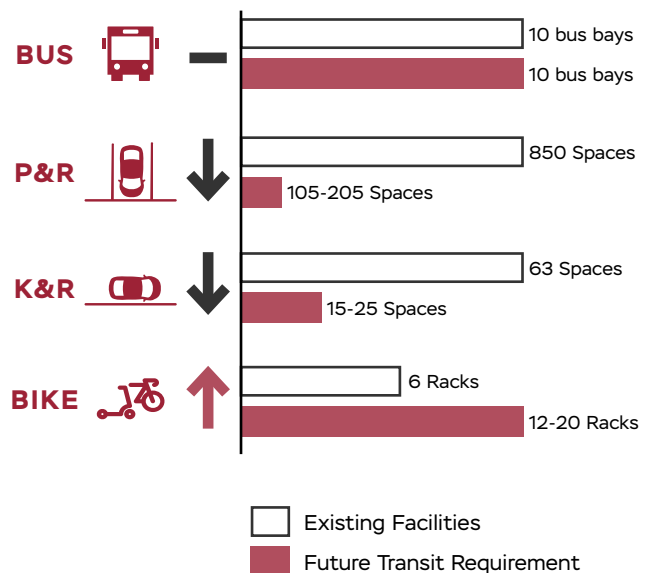 BUS
10 bus bays
10 bus bays
P&R
850 Spaces
105-205 Spaces
K&R
63 Spaces
15-25 Spaces
BIKE
6 Racks
12-20 Racks
Existing Facilities
Future Transit Requirement